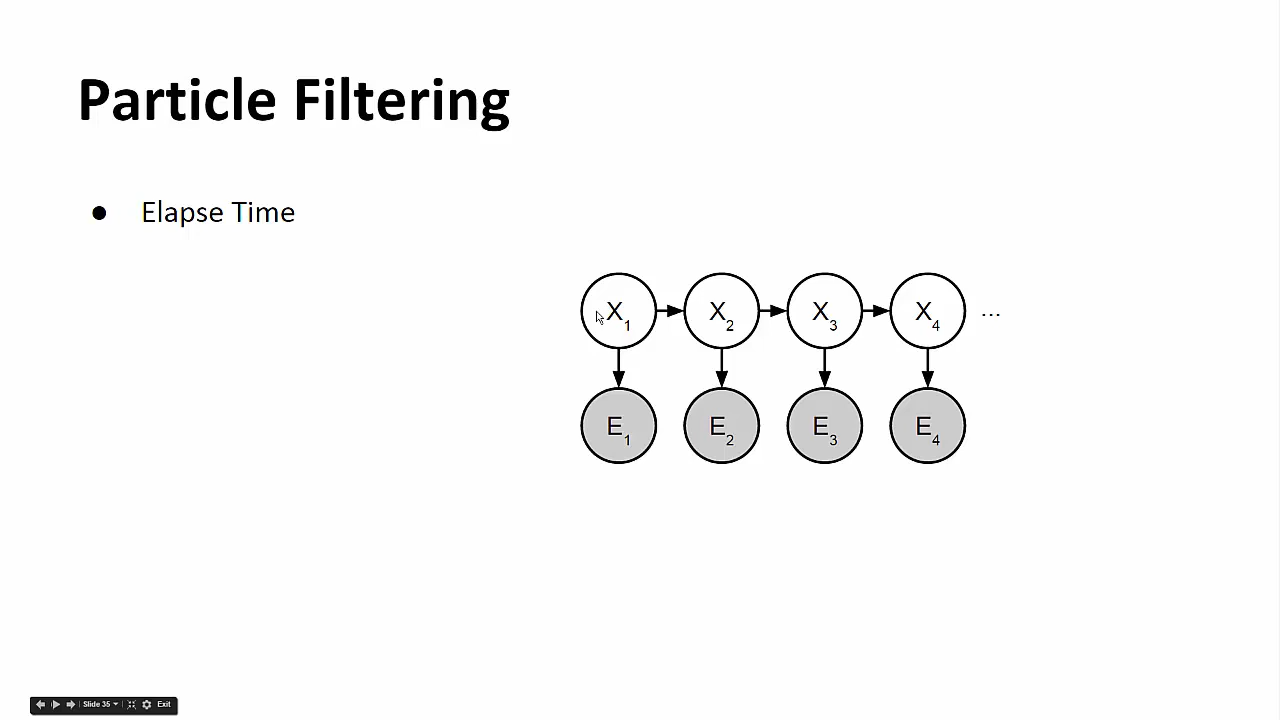 Particle Filtering
● Elapse Time
X1 X2 X3 X4 ...
E1 E2 E3 E4
Slide 35 Exit